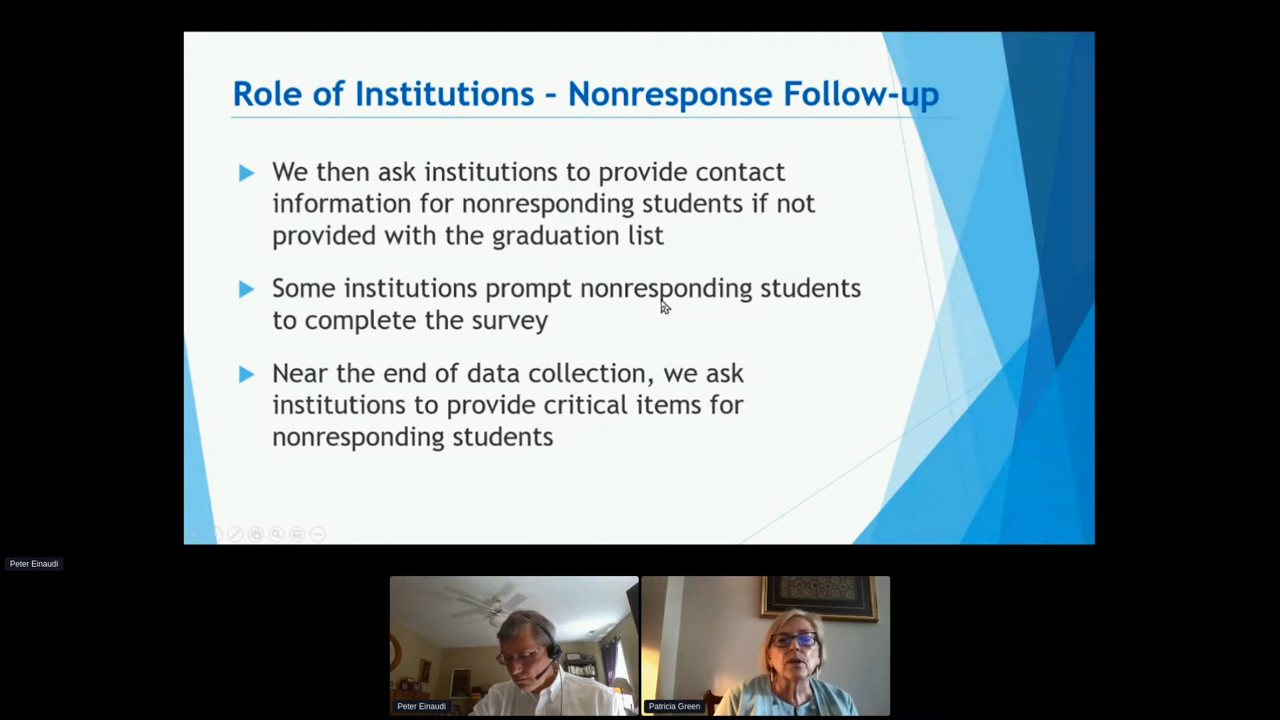 Role of Institutions – Nonresponse Follow-up
We then ask institutions to provide contact
information for nonresponding students if not
provided with the graduation list
Some institutions prompt nonresponding students
to complete the survey
Near the end of data collection, we ask
institutions to provide critical items for
nonresponding students
Peter Einaudi
Peter Einaudi
Patricia Green